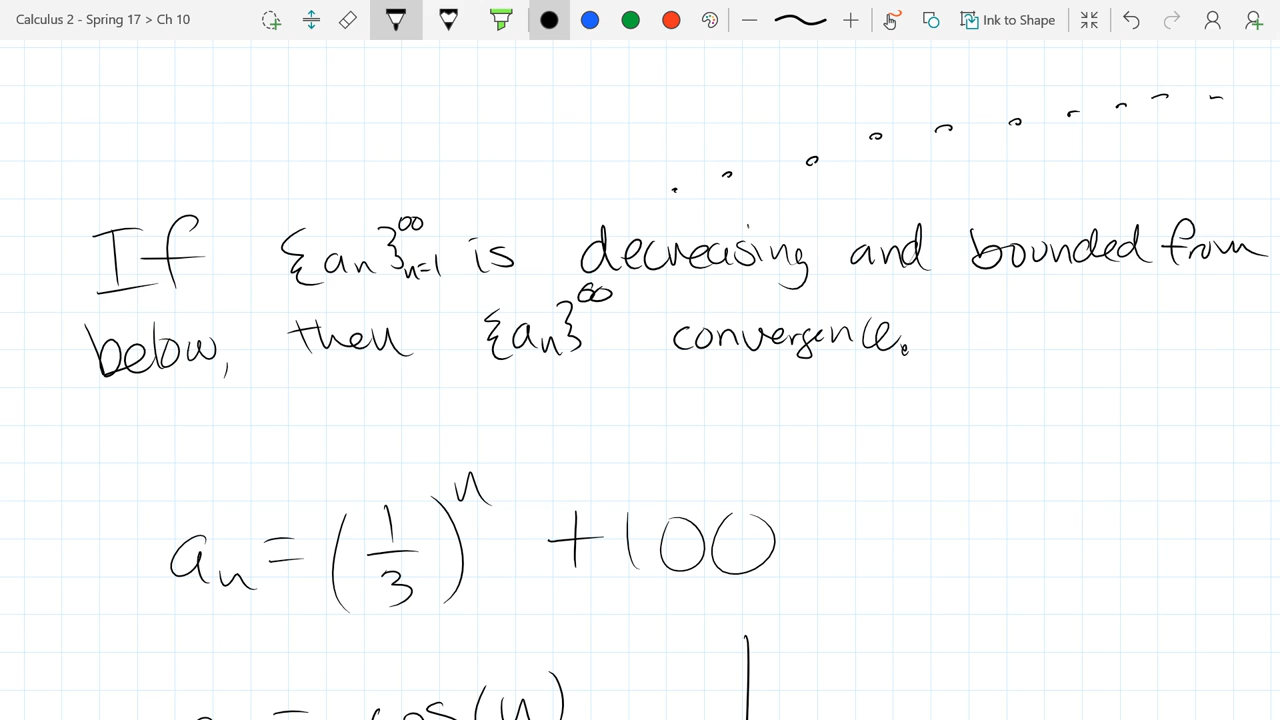 Calculus 2 - Spring 17 > Ch 10
Ink to Shape
If {aₙ}ₙ₌₁^∞ is decreasing and bounded from
below, then {aₙ}^∞ convergence.
aₙ = (1/3)ⁿ + 100
= cos(n)